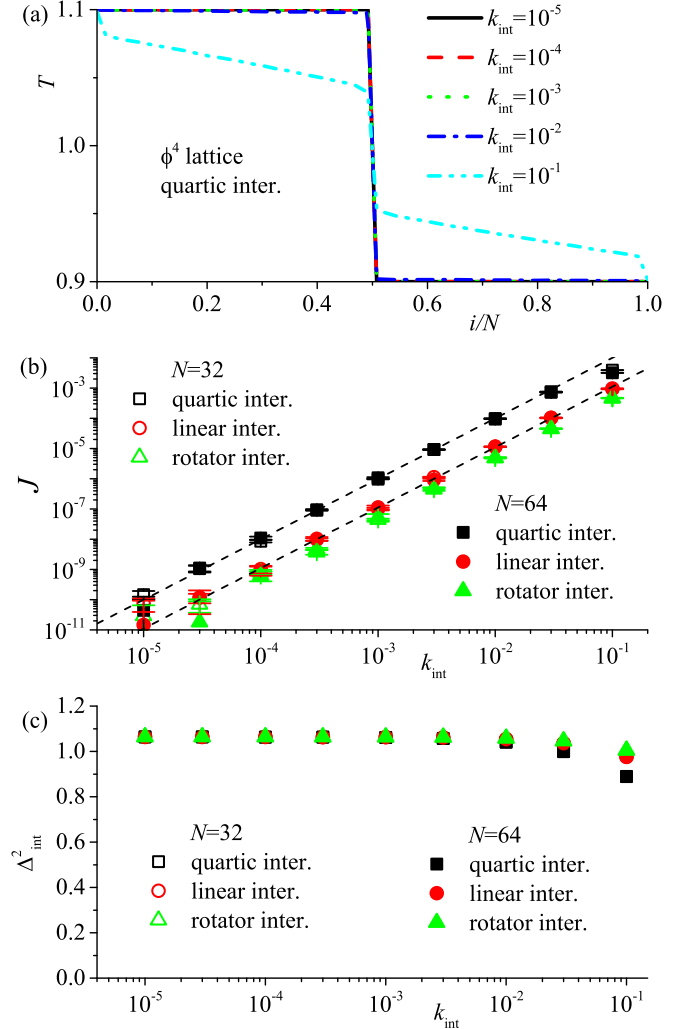 (a)
1.1
1.0
0.9
T
0.0
0.2
0.4
0.6
0.8
1.0
i/N
ϕ⁴ lattice
quartic inter.
k_int=10⁻⁵
k_int=10⁻⁴
k_int=10⁻³
k_int=10⁻²
k_int=10⁻¹
(b)
10⁻³
10⁻⁵
10⁻⁷
10⁻⁹
10⁻¹¹
J
N=32
quartic inter.
linear inter.
rotator inter.
N=64
quartic inter.
linear inter.
rotator inter.
10⁻⁵
10⁻⁴
10⁻³
10⁻²
10⁻¹
k_int
(c)
1.2
1.0
0.8
0.6
0.4
0.2
0.0
Δ²_int
N=32
quartic inter.
linear inter.
rotator inter.
N=64
quartic inter.
linear inter.
rotator inter.
10⁻⁵
10⁻⁴
10⁻³
10⁻²
10⁻¹
k_int